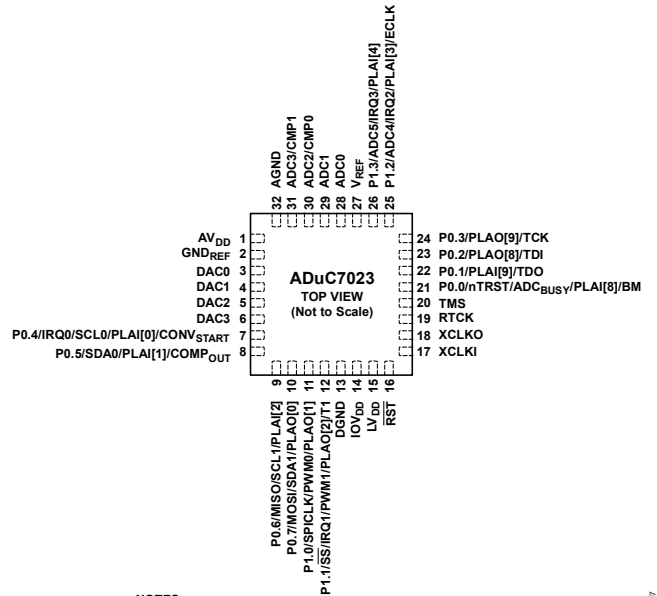 32 AGND
31 ADC3/CMP1
30 ADC2/CMP0
29 ADC1
28 ADC0
27 VREF
26 P1.3/ADC5/IRQ3/PLAI[4]
25 P1.2/ADC4/IRQ2/PLAI[3]/ECLK
AVDD 1
GNDREF 2
DAC0 3
DAC1 4
DAC2 5
DAC3 6
P0.4/IRQ0/SCL0/PLAI[0]/CONVSTART 7
P0.5/SDA0/PLAI[1]/COMPOUT 8
ADuC7023
TOP VIEW
(Not to Scale)
24 P0.3/PLAO[9]/TCK
23 P0.2/PLAO[8]/TDI
22 P0.1/PLAI[9]/TDO
21 P0.0/nTRST/ADCBUSY/PLAI[8]/BM
20 TMS
19 RTCK
18 XCLKO
17 XCLKI
P0.6/MISO/SCL1/PLAI[2] 9
P0.7/MOSI/SDA1/PLAO[0] 10
P1.0/SPICLK/PWM0/PLAO[1] 11
P1.1/SS/IRQ1/PWM1/PLAO[2]/T1 12
DGND 13
IOVDD 14
LVDD 15
RST 16